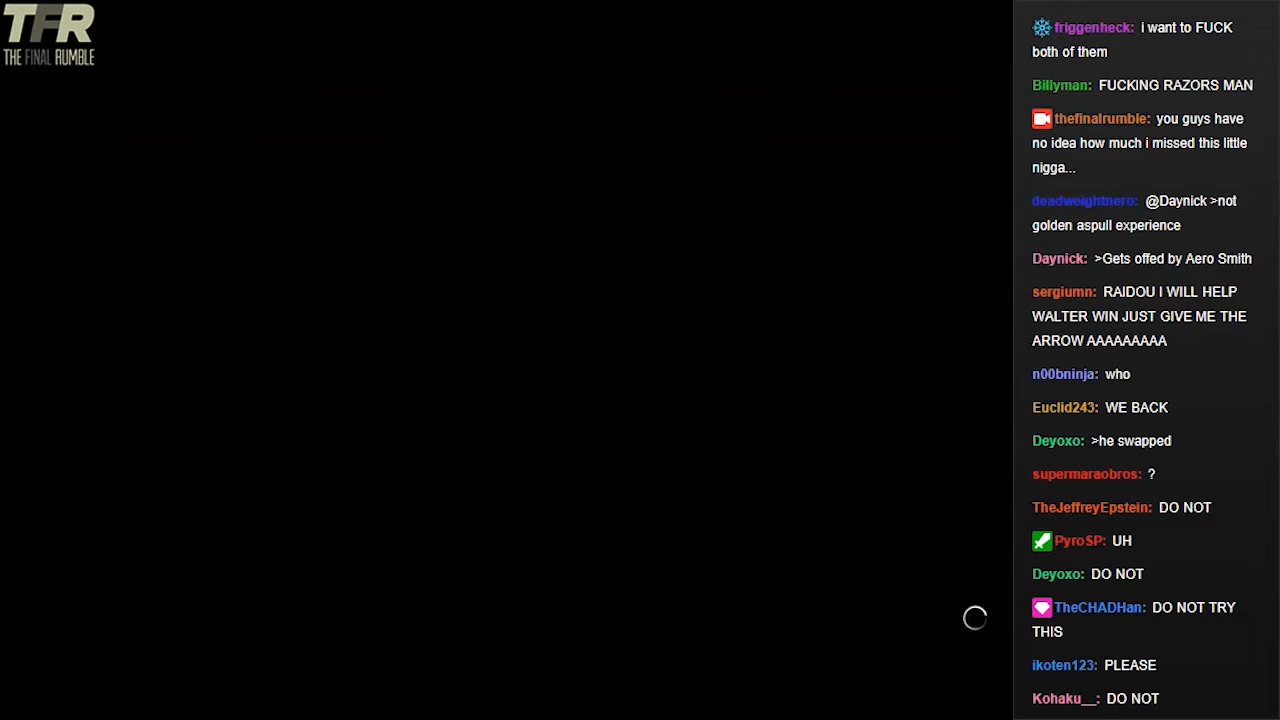 TFR
THE FINAL RUMBLE
friggenheck: i want to FUCK
both of them
Billyman: FUCKING RAZORS MAN
thefinalrumble: you guys have
no idea how much i missed this little
nigga...
deadweightnero: @Daynick >not
golden aspull experience
Daynick: >Gets offed by Aero Smith
sergiumn: RAIDOU I WILL HELP
WALTER WIN JUST GIVE ME THE
ARROW AAAAAAAAA
n00bninja: who
Euclid243: WE BACK
Deyoxo: >he swapped
supermaraobros: ?
TheJeffreyEpstein: DO NOT
PyroSP: UH
Deyoxo: DO NOT
TheCHADHan: DO NOT TRY
THIS
ikoten123: PLEASE
Kohaku__: DO NOT